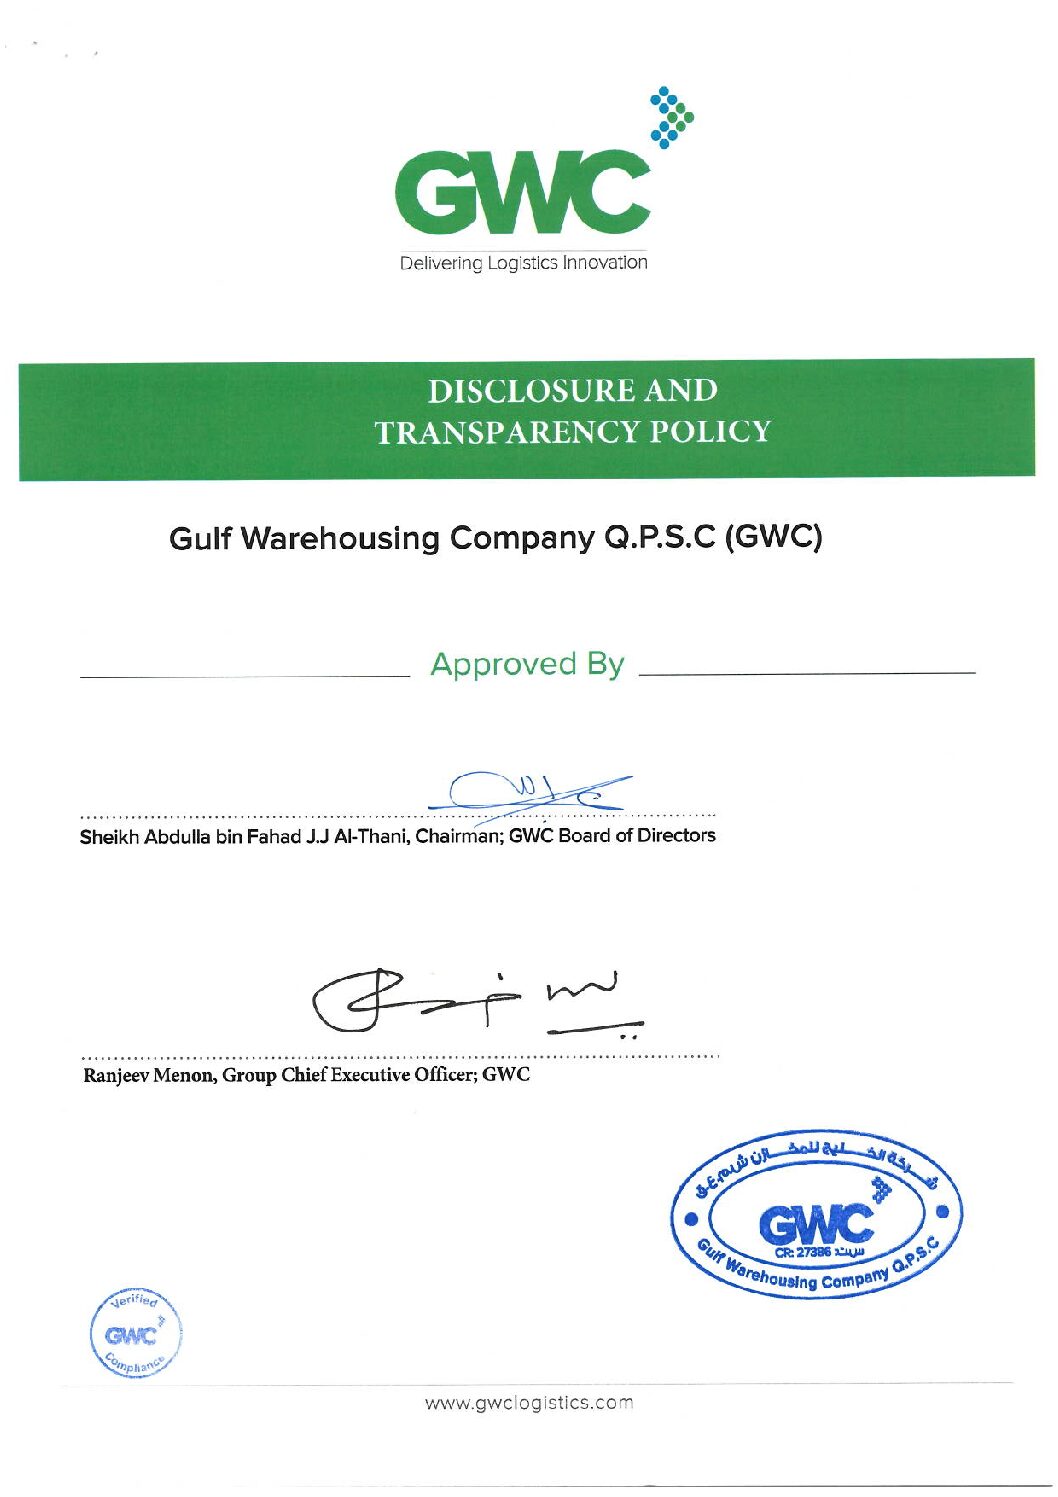 GWC
Delivering Logistics Innovation
DISCLOSURE AND
TRANSPARENCY POLICY
Gulf Warehousing Company Q.P.S.C (GWC)
Approved By
Sheikh Abdulla bin Fahad J.J Al-Thani, Chairman; GWC Board of Directors
Ranjeev Menon, Group Chief Executive Officer; GWC
شركة الخليج للمخازن ش.م.ع.ق
GWC
CR: 27386 س.ت
Gulf Warehousing Company Q.P.S.C
Verified
GWC
Compliance
www.gwclogistics.com